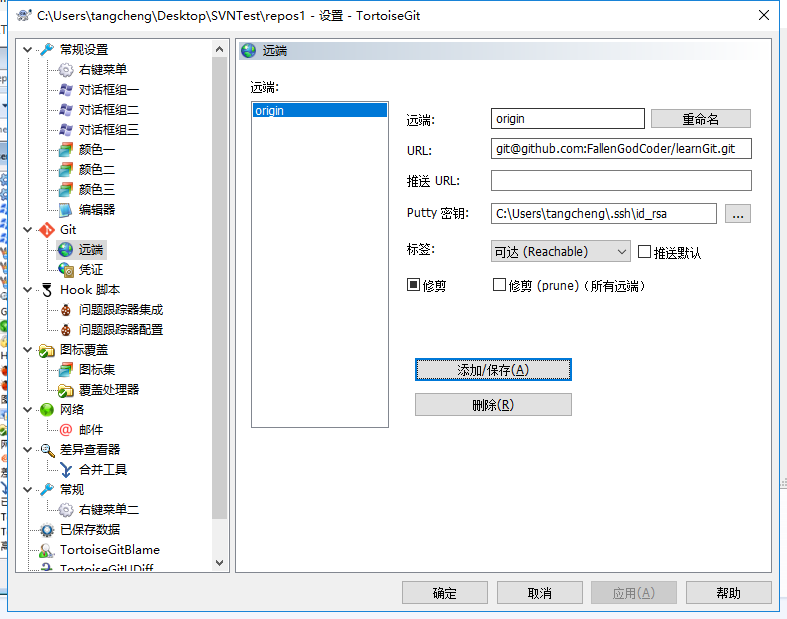 C:\Users\tangcheng\Desktop\SVNTest\repos1 - 设置 - TortoiseGit
常规设置
右键菜单
对话框组一
对话框组二
对话框组三
颜色一
颜色二
颜色三
编辑器
Git
远端
凭证
Hook 脚本
问题跟踪器集成
问题跟踪器配置
图标覆盖
图标集
覆盖处理器
网络
邮件
差异查看器
合并工具
常规
右键菜单二
已保存数据
TortoiseGitBlame
TortoiseGitUDiff
远端
远端:
origin
远端: origin 重命名
URL: git@github.com:FallenGodCoder/learnGit.git
推送 URL:
Putty 密钥: C:\Users\tangcheng\.ssh\id_rsa ...
标签: 可达 (Reachable) 推送默认
修剪 修剪 (prune)（所有远端）
添加/保存(A)
删除(R)
确定 取消 应用(A) 帮助